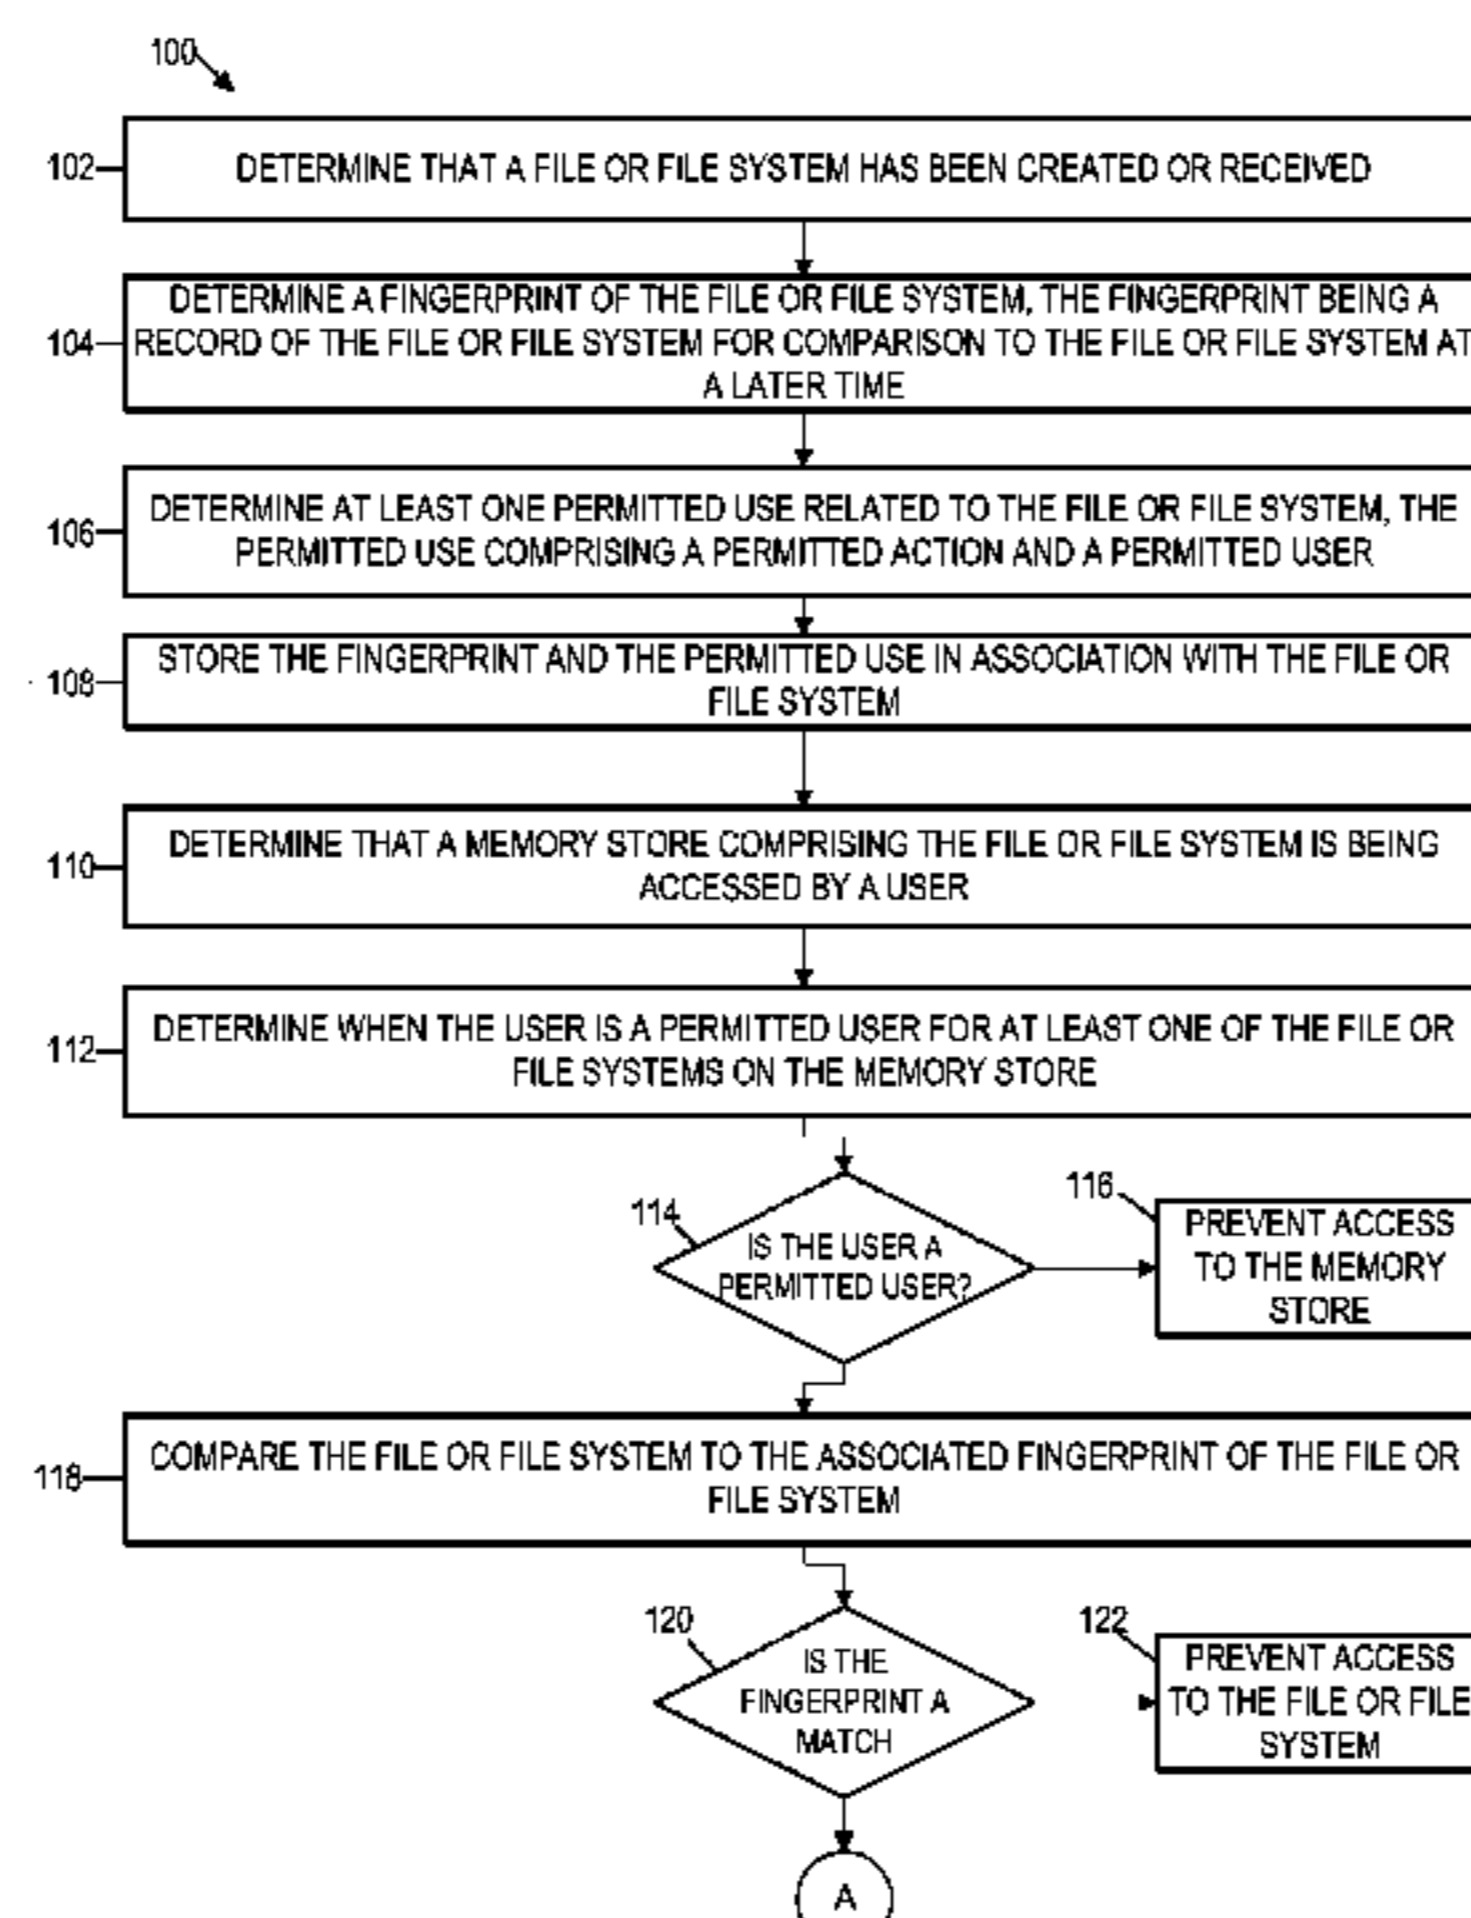 100
102
DETERMINE THAT A FILE OR FILE SYSTEM HAS BEEN CREATED OR RECEIVED
DETERMINE A FINGERPRINT OF THE FILE OR FILE SYSTEM, THE FINGERPRINT BEING A
104
RECORD OF THE FILE OR FILE SYSTEM FOR COMPARISON TO THE FILE OR FILE SYSTEM AT
A LATER TIME
DETERMINE AT LEAST ONE PERMITTED USE RELATED TO THE FILE OR FILE SYSTEM, THE
106
PERMITTED USE COMPRISING A PERMITTED ACTION AND A PERMITTED USER
STORE THE FINGERPRINT AND THE PERMITTED USE IN ASSOCIATION WITH THE FILE OR
108
FILE SYSTEM
DETERMINE THAT A MEMORY STORE COMPRISING THE FILE OR FILE SYSTEM IS BEING
110
ACCESSED BY A USER
DETERMINE WHEN THE USER IS A PERMITTED USER FOR AT LEAST ONE OF THE FILE OR
112
FILE SYSTEMS ON THE MEMORY STORE
114
IS THE USER A
PERMITTED USER?
116
PREVENT ACCESS
TO THE MEMORY
STORE
COMPARE THE FILE OR FILE SYSTEM TO THE ASSOCIATED FINGERPRINT OF THE FILE OR
118
FILE SYSTEM
120
IS THE
FINGERPRINT A
MATCH
122
PREVENT ACCESS
TO THE FILE OR FILE
SYSTEM
A